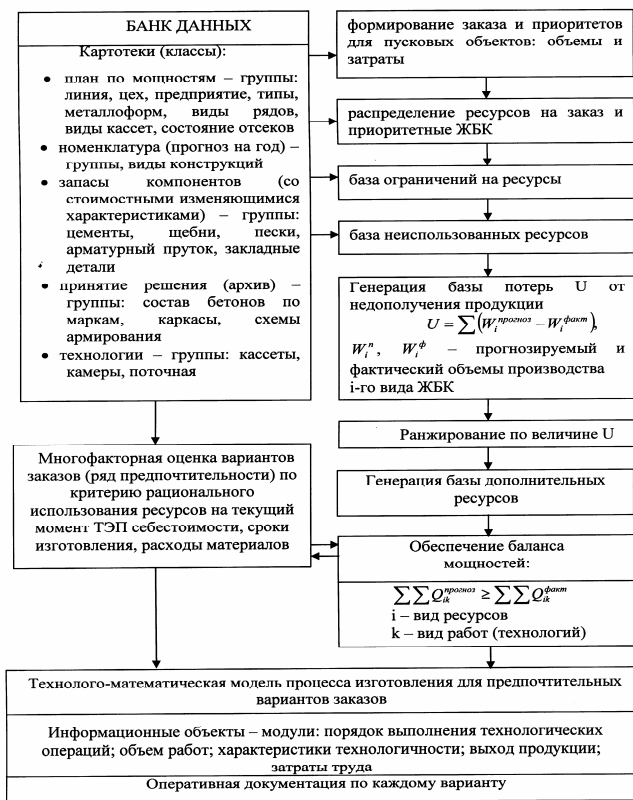 БАНК ДАННЫХ
Картотеки (классы):
• план по мощностям – группы:
линия, цех, предприятие, типы,
металлоформ, виды рядов,
виды кассет, состояние отсеков
• номенклатура (прогноз на год) –
группы, виды конструкций
• запасы компонентов (со
стоимостными изменяющимися
характеристиками) – группы:
цементы, щебни, пески,
арматурный пруток, закладные
детали
• принятие решения (архив) –
группы: состав бетонов по
маркам, каркасы, схемы
армирования
• технологии – группы: кассеты,
камеры, поточная
формирование заказа и приоритетов
для пусковых объектов: объемы и
затраты
распределение ресурсов на заказ и
приоритетные ЖБК
база ограничений на ресурсы
база неиспользованных ресурсов
Генерация базы потерь U от
недополучения продукции
U = ∑(W_i^прогноз – W_i^факт),
W_i^п, W_i^ф – прогнозируемый и
фактический объемы производства
i-го вида ЖБК
Ранжирование по величине U
Генерация базы дополнительных
ресурсов
Многофакторная оценка вариантов
заказов (ряд предпочтительности) по
критерию рационального
использования ресурсов на текущий
момент ТЭП себестоимости, сроки
изготовления, расходы материалов
Обеспечение баланса
мощностей:
∑∑Q_ik^прогноз ≥ ∑∑Q_ik^факт
i – вид ресурсов
k – вид работ (технологий)
Технолого-математическая модель процесса изготовления для предпочтительных
вариантов заказов
Информационные объекты – модули: порядок выполнения технологических
операций; объем работ; характеристики технологичности; выход продукции;
затраты труда
Оперативная документация по каждому варианту